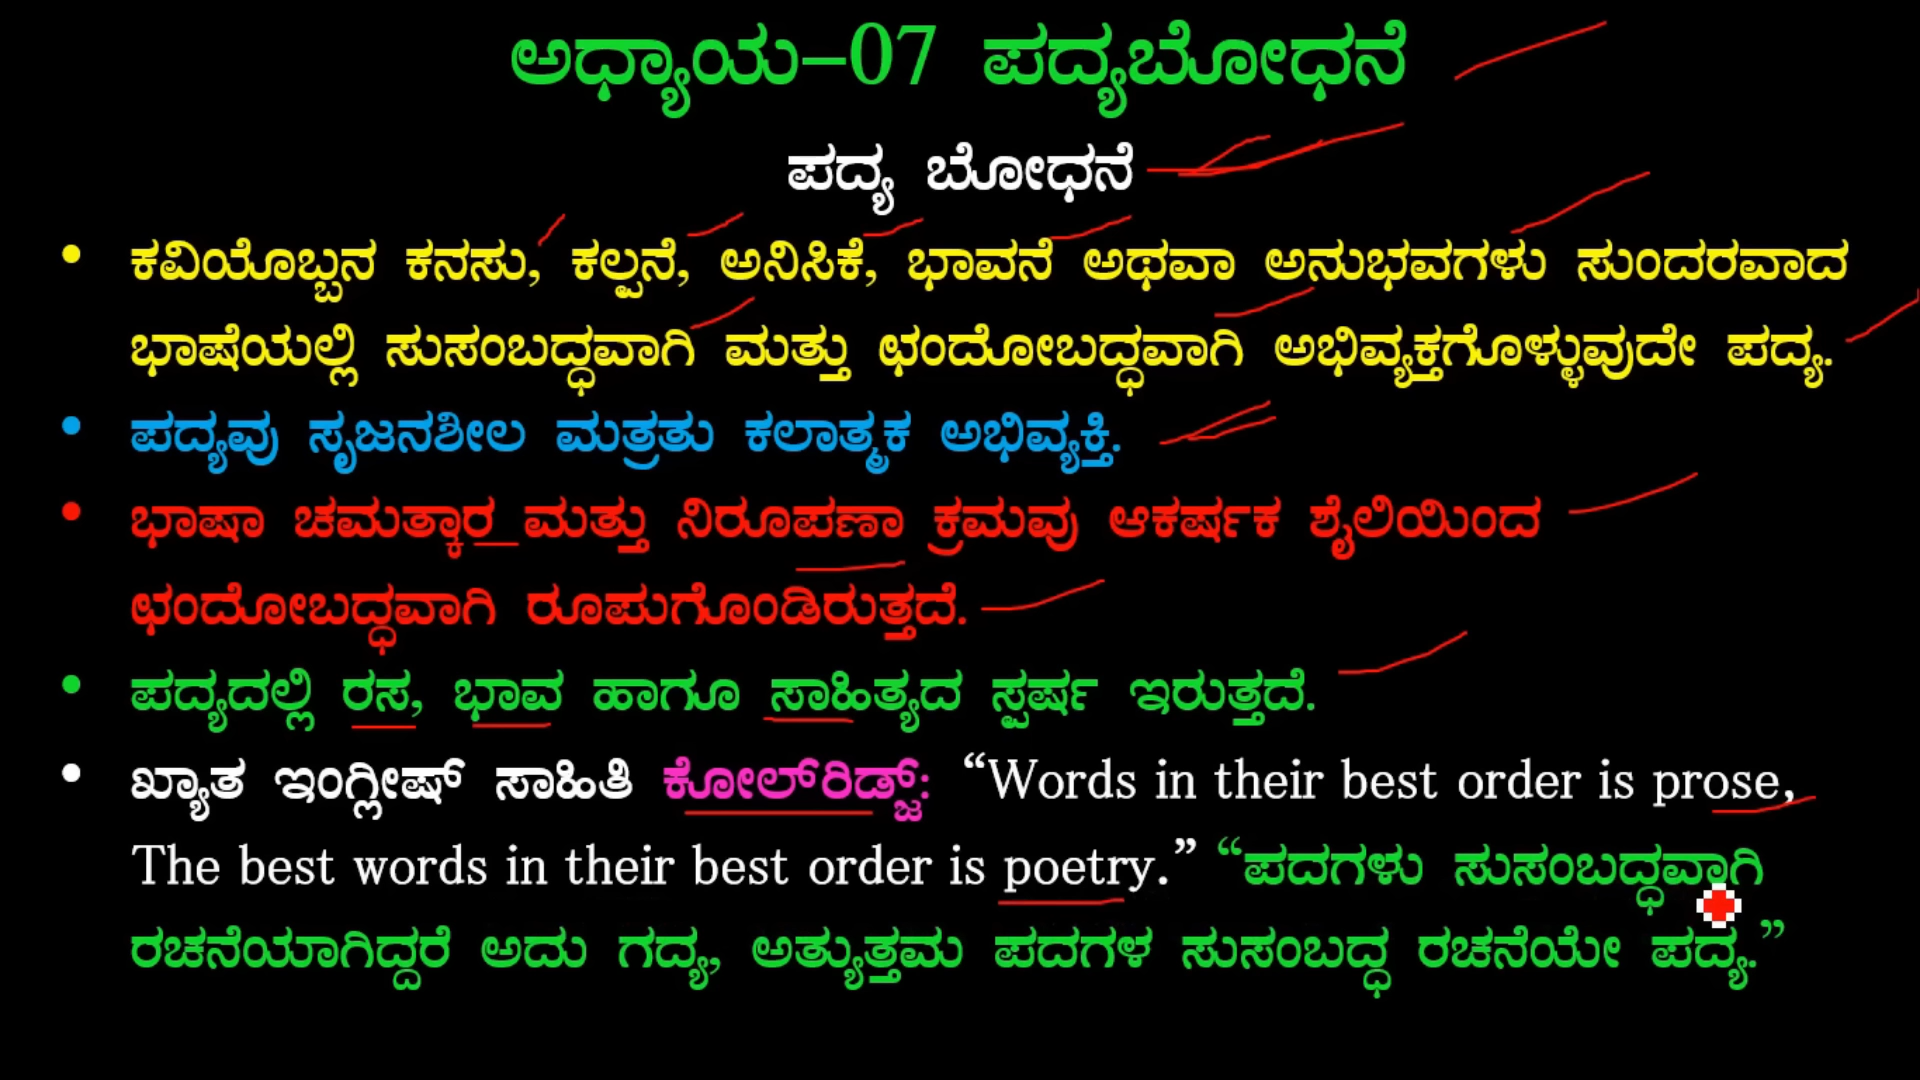 ಅಧ್ಯಾಯ–07 ಪದ್ಯಬೋಧನೆ
ಪದ್ಯ ಬೋಧನೆ
• ಕವಿಯೊಬ್ಬನ ಕನಸು, ಕಲ್ಪನೆ, ಅನಿಸಿಕೆ, ಭಾವನೆ ಅಥವಾ ಅನುಭವಗಳು ಸುಂದರವಾದ
ಭಾಷೆಯಲ್ಲಿ ಸುಸಂಬದ್ಧವಾಗಿ ಮತ್ತು ಛಂದೋಬದ್ಧವಾಗಿ ಅಭಿವ್ಯಕ್ತಗೊಳ್ಳುವುದೇ ಪದ್ಯ.
• ಪದ್ಯವು ಸೃಜನಶೀಲ ಮತ್ರತು ಕಲಾತ್ಮಕ ಅಭಿವ್ಯಕ್ತಿ.
• ಭಾಷಾ ಚಮತ್ಕಾರ ಮತ್ತು ನಿರೂಪಣಾ ಕ್ರಮವು ಆಕರ್ಷಕ ಶೈಲಿಯಿಂದ
ಛಂದೋಬದ್ಧವಾಗಿ ರೂಪುಗೊಂಡಿರುತ್ತದೆ.
• ಪದ್ಯದಲ್ಲಿ ರಸ, ಭಾವ ಹಾಗೂ ಸಾಹಿತ್ಯದ ಸ್ಪರ್ಷ ಇರುತ್ತದೆ.
• ಖ್ಯಾತ ಇಂಗ್ಲೀಷ್ ಸಾಹಿತಿ ಕೋಲ್‌ರಿಡ್ಜ್: “Words in their best order is prose,
The best words in their best order is poetry.” “ಪದಗಳು ಸುಸಂಬದ್ಧವಾಗಿ
ರಚನೆಯಾಗಿದ್ದರೆ ಅದು ಗದ್ಯ, ಅತ್ಯುತ್ತಮ ಪದಗಳ ಸುಸಂಬದ್ಧ ರಚನೆಯೇ ಪದ್ಯ.”